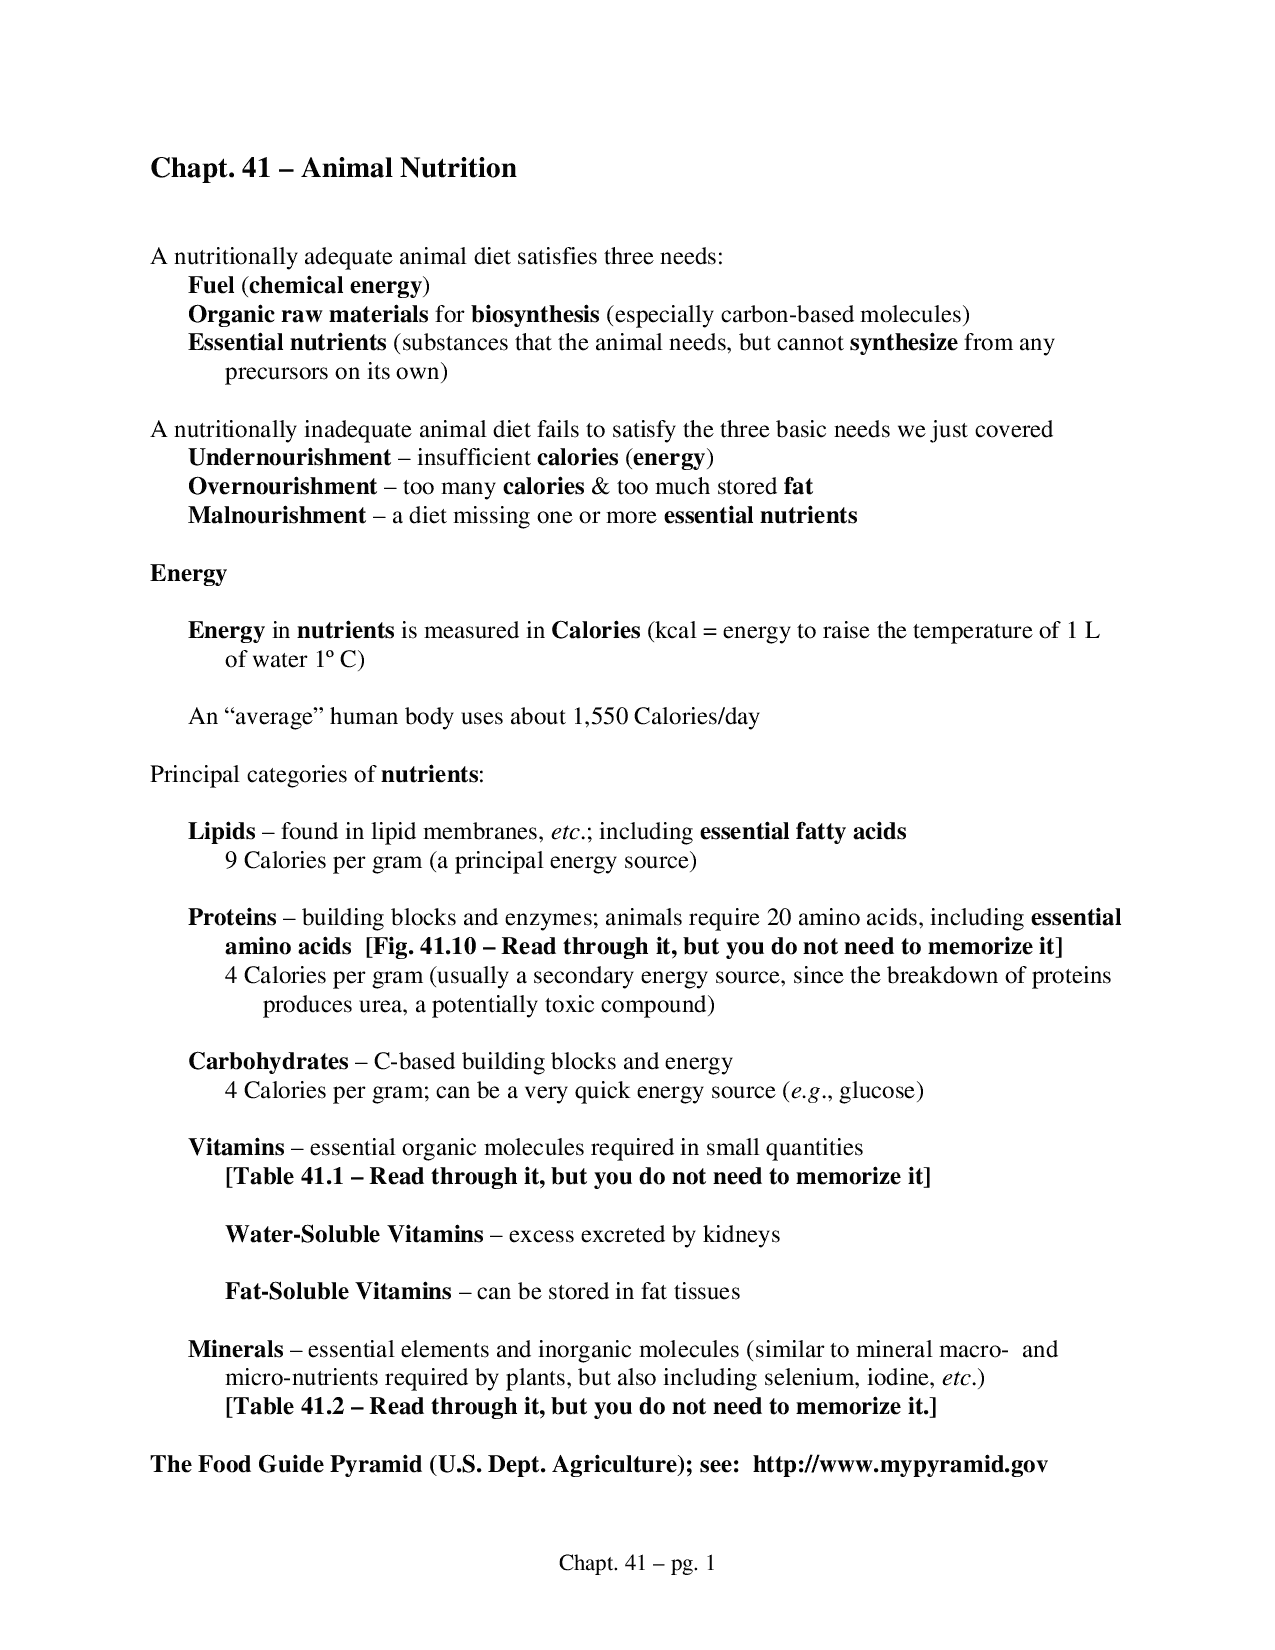 Chapt. 41 – Animal Nutrition
A nutritionally adequate animal diet satisfies three needs:
Fuel (chemical energy)
Organic raw materials for biosynthesis (especially carbon-based molecules)
Essential nutrients (substances that the animal needs, but cannot synthesize from any
precursors on its own)
A nutritionally inadequate animal diet fails to satisfy the three basic needs we just covered
Undernourishment – insufficient calories (energy)
Overnourishment – too many calories & too much stored fat
Malnourishment – a diet missing one or more essential nutrients
Energy
Energy in nutrients is measured in Calories (kcal = energy to raise the temperature of 1 L
of water 1º C)
An “average” human body uses about 1,550 Calories/day
Principal categories of nutrients:
Lipids – found in lipid membranes, etc.; including essential fatty acids
9 Calories per gram (a principal energy source)
Proteins – building blocks and enzymes; animals require 20 amino acids, including essential
amino acids  [Fig. 41.10 – Read through it, but you do not need to memorize it]
4 Calories per gram (usually a secondary energy source, since the breakdown of proteins
produces urea, a potentially toxic compound)
Carbohydrates – C-based building blocks and energy
4 Calories per gram; can be a very quick energy source (e.g., glucose)
Vitamins – essential organic molecules required in small quantities
[Table 41.1 – Read through it, but you do not need to memorize it]
Water-Soluble Vitamins – excess excreted by kidneys
Fat-Soluble Vitamins – can be stored in fat tissues
Minerals – essential elements and inorganic molecules (similar to mineral macro-  and
micro-nutrients required by plants, but also including selenium, iodine, etc.)
[Table 41.2 – Read through it, but you do not need to memorize it.]
The Food Guide Pyramid (U.S. Dept. Agriculture); see:  http://www.mypyramid.gov
Chapt. 41 – pg. 1